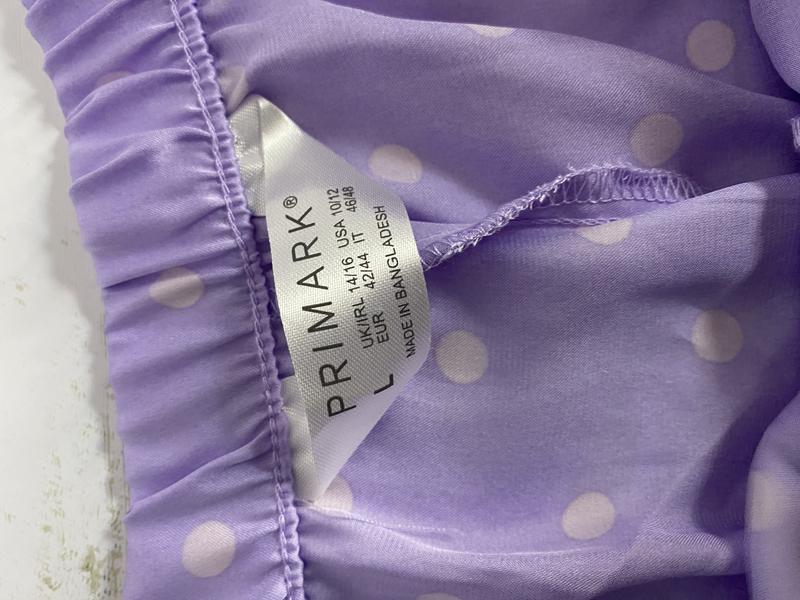 PRIMARK®
L
UK/IRL 14/16 USA 10/12
EUR 42/44 IT 46/48
MADE IN BANGLADESH